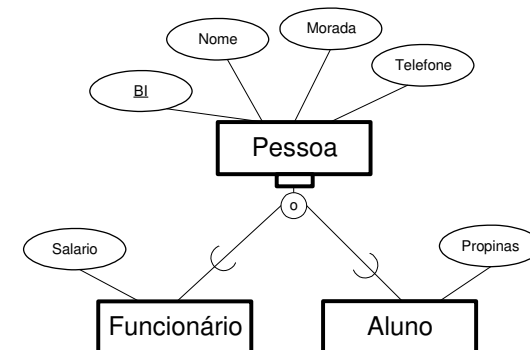 Morada
Nome
Telefone
BI
Pessoa
o
Salario
Propinas
Funcionário
Aluno